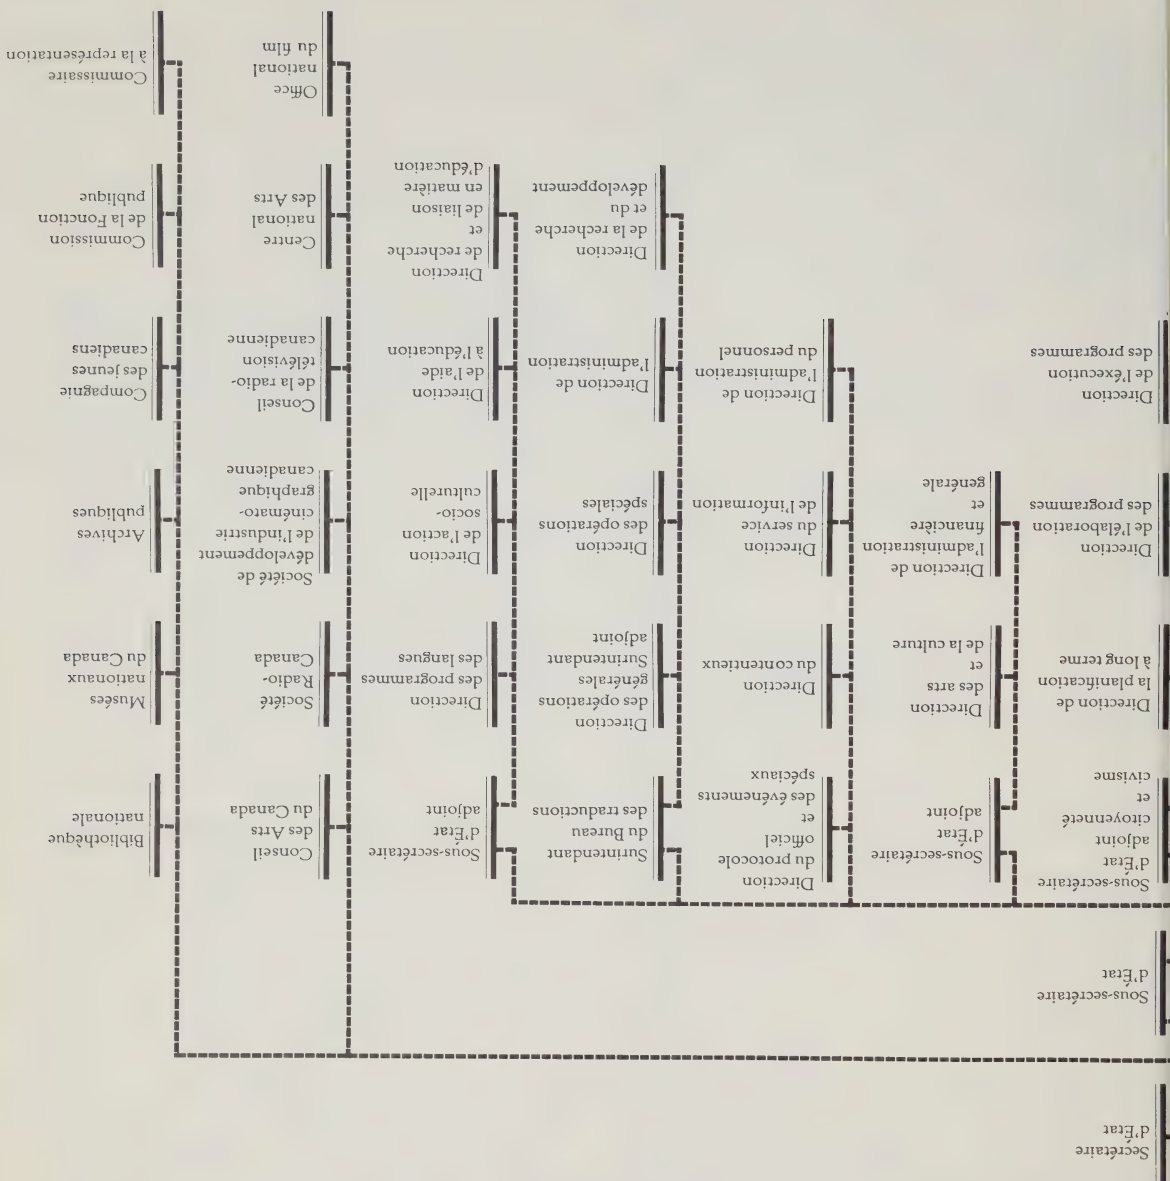 Secrétaire
d'État
Sous-secrétaire
d'État
Sous-secrétaire
d'État
adjoint
citoyenneté
et
civisme
Direction de
la planification
à long terme
Direction
de l'élaboration
des programmes
Direction
de l'éxecution
des programmes
Sous-secrétaire
d'État
adjoint
Direction
des arts
et
de la culture
Direction de
l'administration
financière
et
générale
Direction
du protocole
officiel
et
des événements
spéciaux
Direction
du contentieux
Direction
du service
de l'information
Direction de
l'administration
du personnel
Surintendant
du Bureau
des traductions
Direction
des opérations
générales
Surintendant
adjoint
Direction
des opérations
spéciales
Direction de
l'administration
Direction
de la recherche
et du
développement
Sous-secrétaire
d'État
adjoint
Direction
des programmes
des langues
Direction
de l'action
socio-
culturelle
Direction
de l'aide
à l'éducation
Direction
de recherche
et
de liaison
en matière
d'éducation
Conseil
des Arts
du Canada
Société
Radio-
Canada
Société de
développement
de l'industrie
cinémato-
graphique
canadienne
Conseil
de la radio-
télévision
canadienne
Centre
national
des Arts
Office
national
du film
Bibliothèque
nationale
Musées
nationaux
du Canada
Archives
publiques
Compagnie
des jeunes
canadiens
Commission
de la Fonction
publique
Commissaire
à la représentation